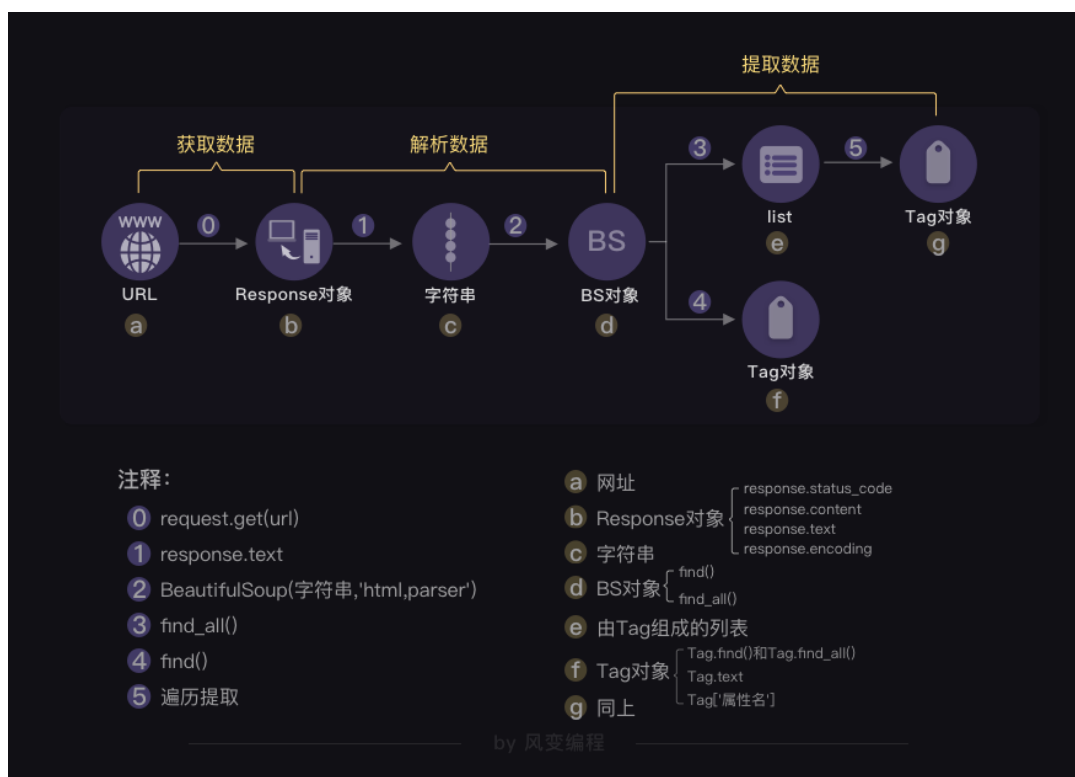 提取数据
获取数据
解析数据
3
5
WWW
0
1
2
BS
list
Tag对象
e
g
URL
Response对象
字符串
BS对象
4
a
b
c
d
Tag对象
f
注释：
0 request.get(url)
1 response.text
2 BeautifulSoup(字符串,'html,parser')
3 find_all()
4 find()
5 遍历提取
a 网址
b Response对象
response.status_code
response.content
response.text
response.encoding
c 字符串
d BS对象
find()
find_all()
e 由Tag组成的列表
f Tag对象
Tag.find()和Tag.find_all()
Tag.text
Tag['属性名']
g 同上
by 风变编程